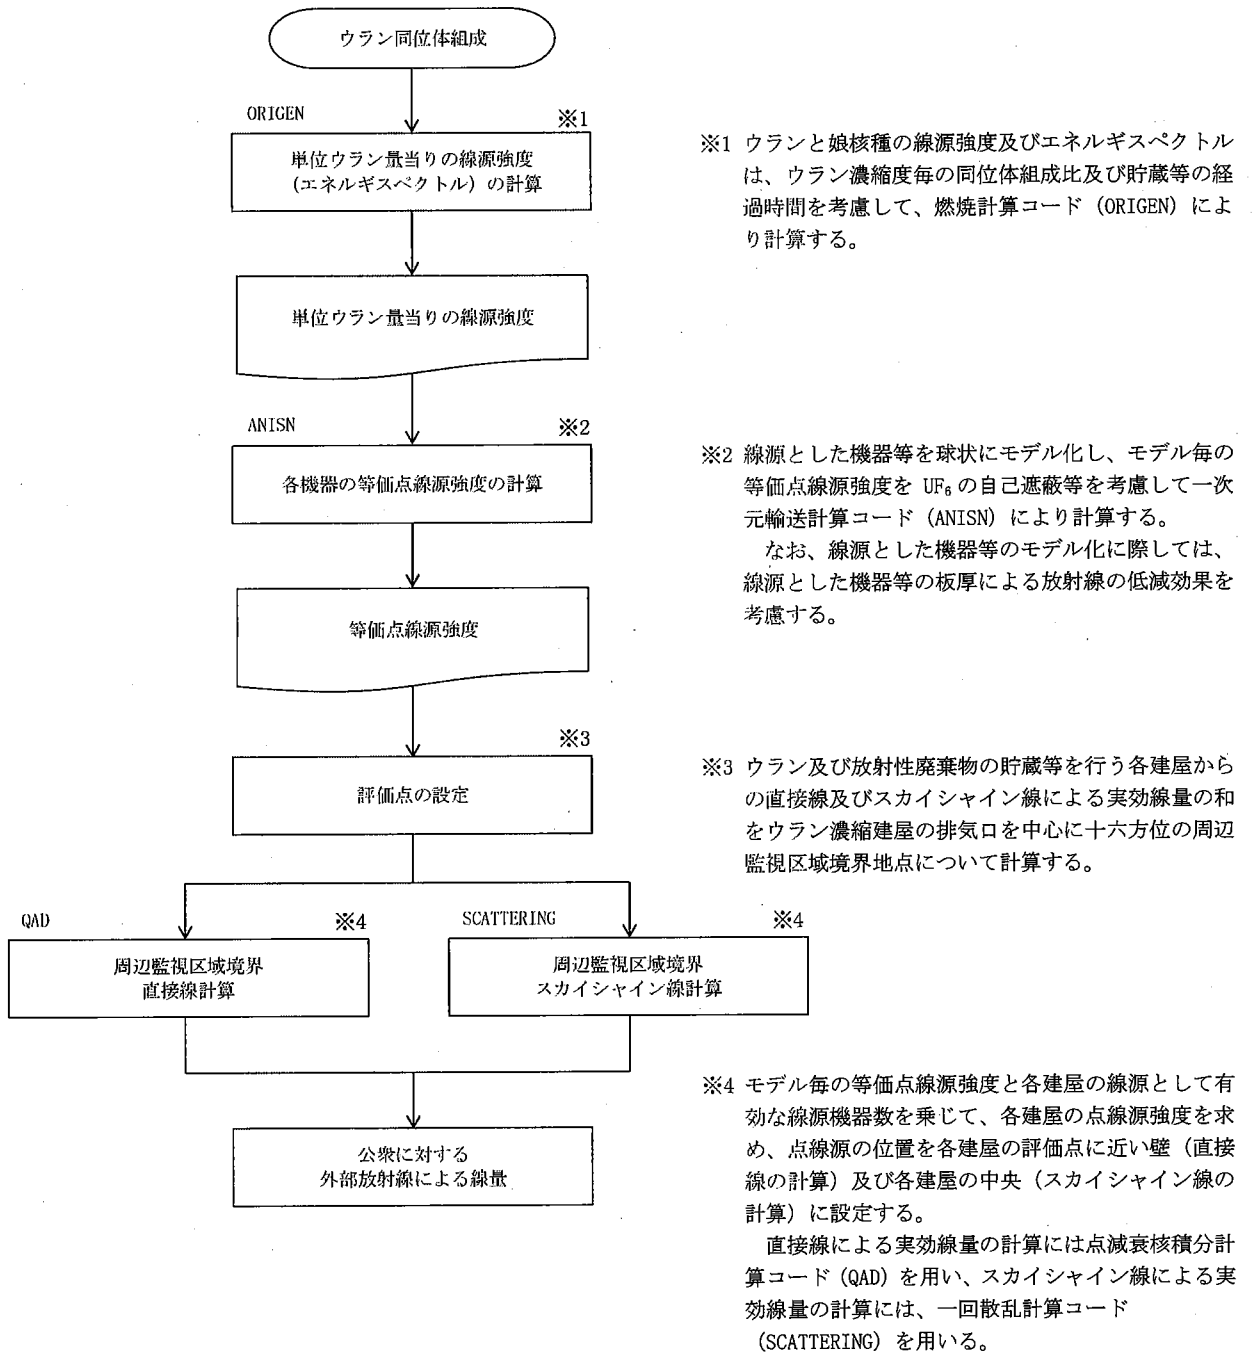 ウラン同位体組成
ORIGEN
※1
単位ウラン量当りの線源強度
(エネルギスペクトル)の計算
※1 ウランと娘核種の線源強度及びエネルギスペクトル
は、ウラン濃縮度毎の同位体組成比及び貯蔵等の経
過時間を考慮して、燃焼計算コード(ORIGEN)によ
り計算する。
単位ウラン量当りの線源強度
ANISN
※2
各機器の等価点線源強度の計算
※2 線源とした機器等を球状にモデル化し、モデル毎の
等価点線源強度を UF₆ の自己遮蔽等を考慮して一次
元輸送計算コード(ANISN)により計算する。
なお、線源とした機器等のモデル化に際しては、
線源とした機器等の板厚による放射線の低減効果を
考慮する。
等価点線源強度
※3
評価点の設定
※3 ウラン及び放射性廃棄物の貯蔵等を行う各建屋から
の直接線及びスカイシャイン線による実効線量の和
をウラン濃縮建屋の排気口を中心に十六方位の周辺
監視区域境界地点について計算する。
QAD
※4
周辺監視区域境界
直接線計算
SCATTERING
※4
周辺監視区域境界
スカイシャイン線計算
公衆に対する
外部放射線による線量
※4 モデル毎の等価点線源強度と各建屋の線源として有
効な線源機器数を乗じて、各建屋の点線源強度を求
め、点線源の位置を各建屋の評価点に近い壁(直接
線の計算)及び各建屋の中央(スカイシャイン線の
計算)に設定する。
直接線による実効線量の計算には点減衰核積分計
算コード(QAD)を用い、スカイシャイン線による実
効線量の計算には、一回散乱計算コード
(SCATTERING)を用いる。